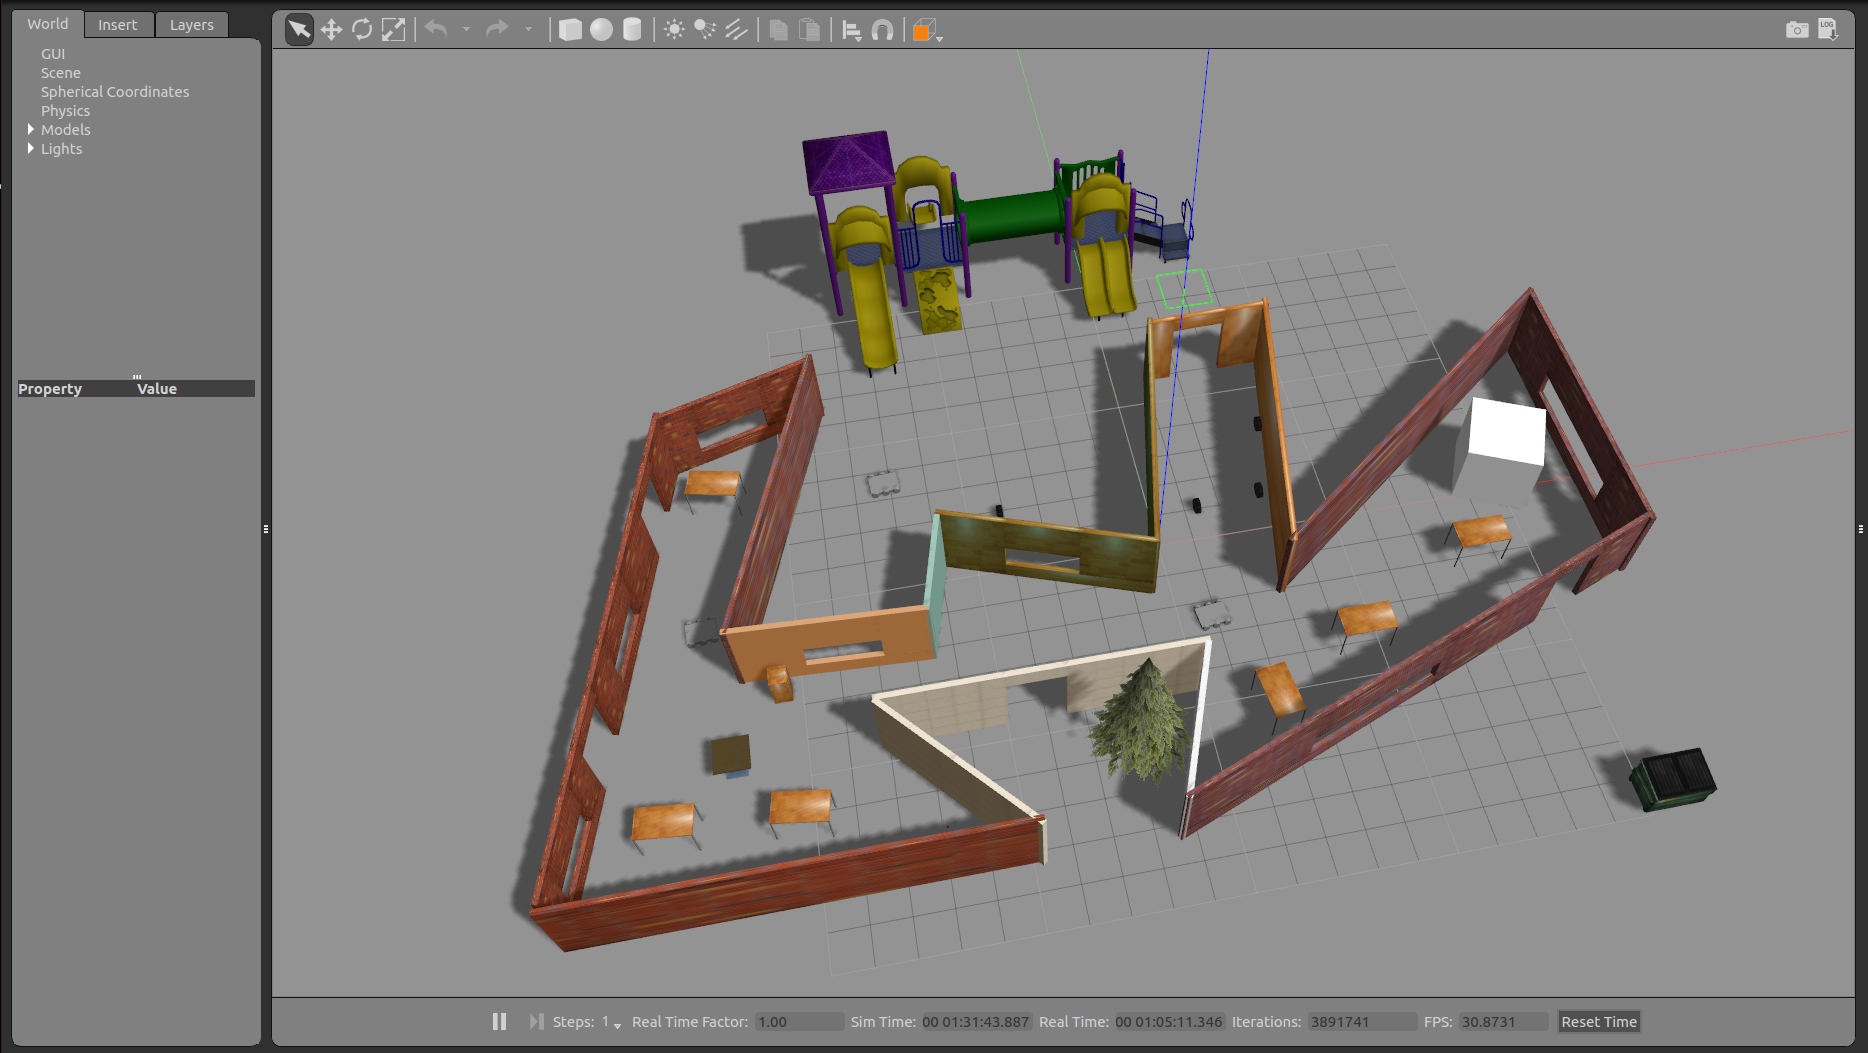 World Insert Layers
GUI
Scene
Spherical Coordinates
Physics
Models
Lights
Property Value
LOG
Steps: 1 Real Time Factor: 1.00 Sim Time: 00 01:31:43.887 Real Time: 00 01:05:11.346 Iterations: 3891741 FPS: 30.8731 Reset Time